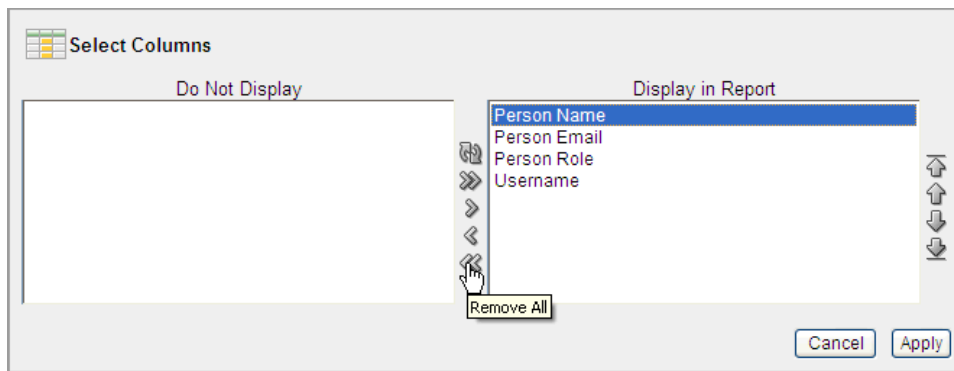 Select Columns
Do Not Display
Display in Report
Person Name
Person Email
Person Role
Username
Remove All
Cancel
Apply